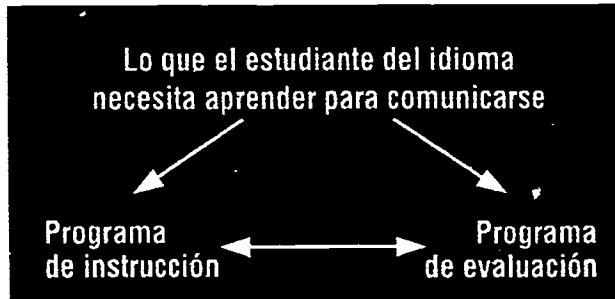 Lo que el estudiante del idioma
necesita aprender para comunicarse
Programa
de instrucción
Programa
de evaluación